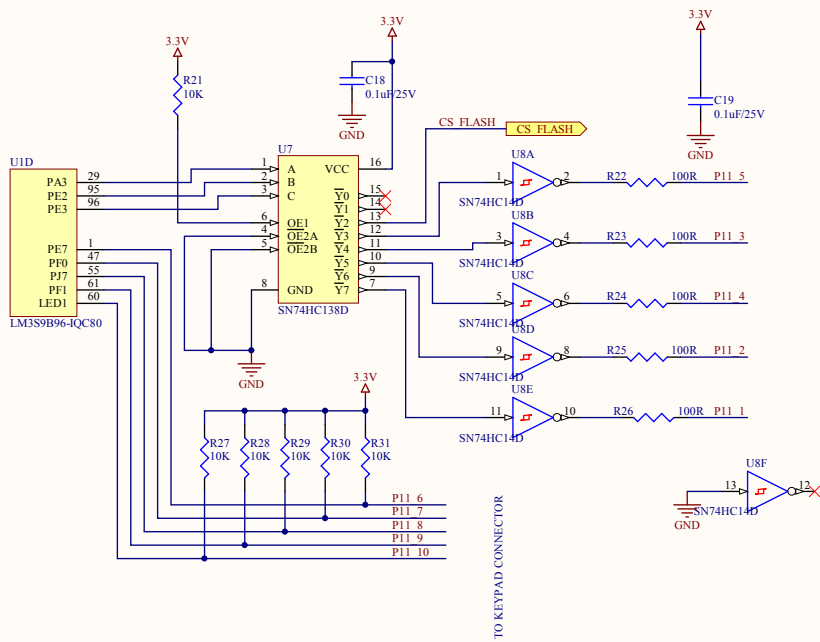 3.3V
3.3V
3.3V
R21
10K
C18
0.1uF/25V
GND
C19
0.1uF/25V
GND
CS_FLASH
CS_FLASH
U1D
PA3 29
PE2 95
PE3 96
PE7 1
PF0 47
PJ7 55
PF1 61
LED1 60
LM3S9B96-IQC80
U7
1 A VCC 16
2 B Y0 15
3 C Y1 14
6 OE1 Y2 13
4 OE2A Y3 12
5 OE2B Y4 11
Y5 10
Y6 9
8 GND Y7 7
SN74HC138D
GND
U8A
1 2 R22 100R P11_5
SN74HC14D
U8B
3 4 R23 100R P11_3
SN74HC14D
U8C
5 6 R24 100R P11_4
SN74HC14D
U8D
9 8 R25 100R P11_2
SN74HC14D
U8E
11 10 R26 100R P11_1
SN74HC14D
U8F
13 12
SN74HC14D
GND
3.3V
R27 R28 R29 R30 R31
10K 10K 10K 10K 10K
P11_6
P11_7
P11_8
P11_9
P11_10
TO KEYPAD CONNECTOR